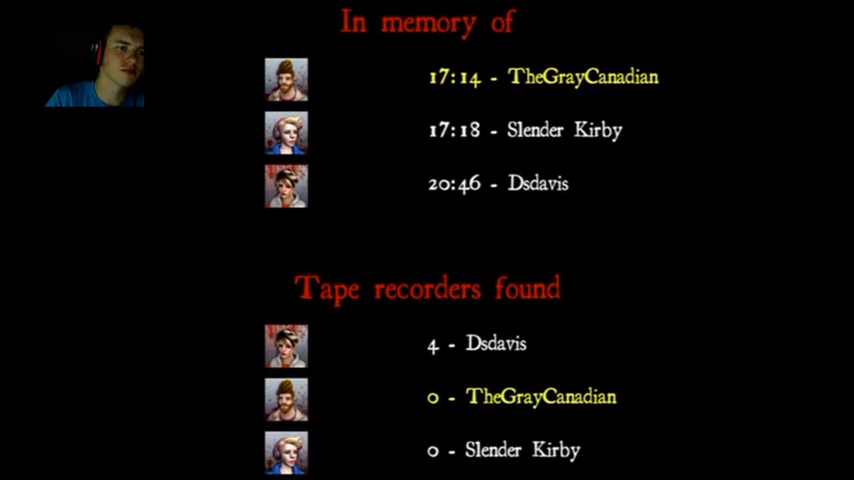 In memory of
17:14 - TheGrayCanadian
17:18 - Slender Kirby
20:46 - Dsdavis
Tape recorders found
4 - Dsdavis
0 - TheGrayCanadian
0 - Slender Kirby